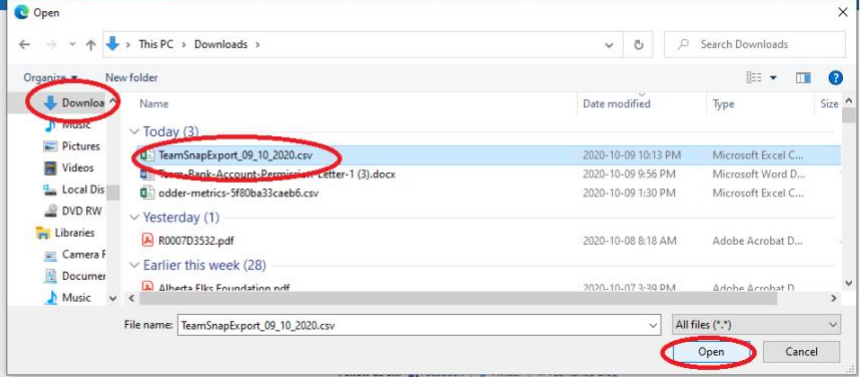 Open
This PC > Downloads >
Search Downloads
Organize New folder
Downloa
Music
Pictures
Videos
Local Dis
DVD RW
Libraries
Camera F
Documer
Music
Name Date modified Type Size
Today (3)
TeamSnapExport_09_10_2020.csv 2020-10-09 10:13 PM Microsoft Excel C...
Team-Bank-Account-Permission-Letter-1 (3).docx 2020-10-09 9:56 PM Microsoft Word D...
odder-metrics-5f80ba33caeb6.csv 2020-10-09 1:30 PM Microsoft Excel C...
Yesterday (1)
R0007D3532.pdf 2020-10-08 8:18 AM Adobe Acrobat D...
Earlier this week (28)
Alberta Elks Foundation.pdf 2020-10-07 3:39 PM Adobe Acrobat D...
File name: TeamSnapExport_09_10_2020.csv All files (*.*)
Open Cancel